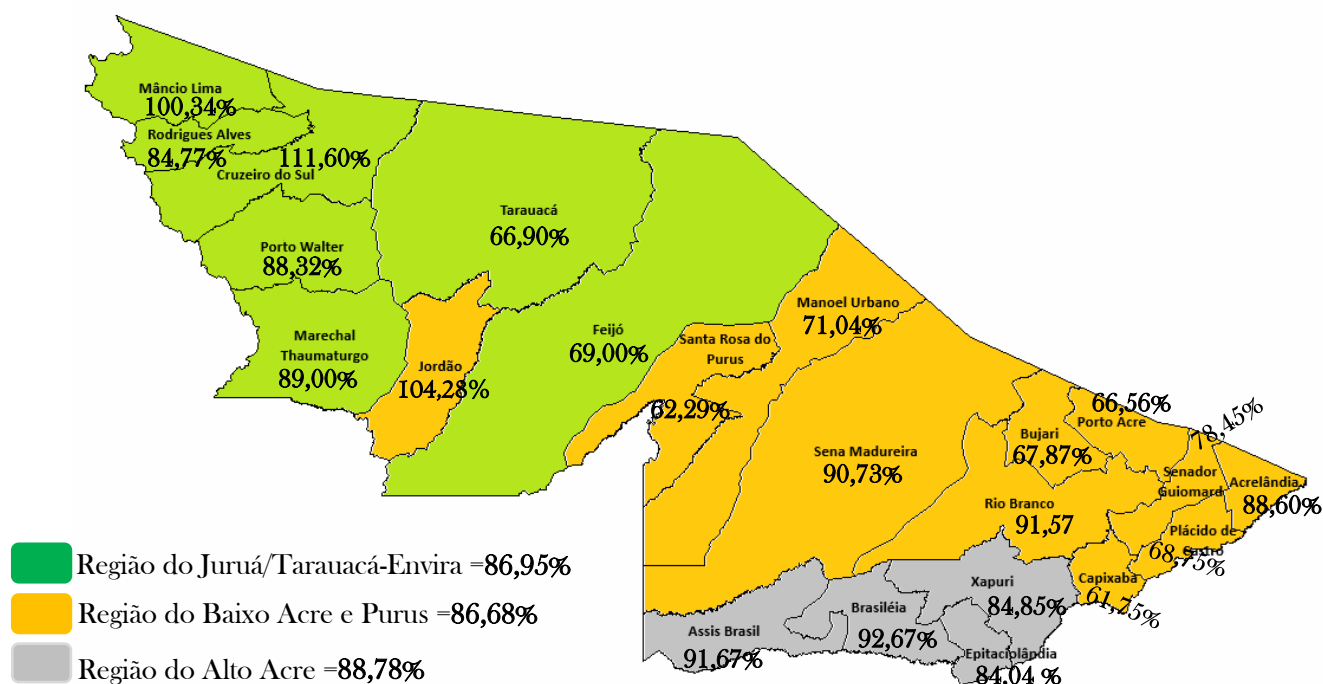 Mâncio Lima
100,34%
Rodrigues Alves
84,77%
111,60%
Cruzeiro do Sul
Tarauacá
66,90%
Porto Walter
88,32%
Marechal
Thaumaturgo
89,00%
Jordão
104,28%
Feijó
69,00%
Manoel Urbano
71,04%
Santa Rosa do
Purus
62,29%
Sena Madureira
90,73%
Bujari
67,87%
66,56%
Porto Acre
78,45%
Senador
Guiomard
Acrelândia
88,60%
Rio Branco
91,57
Plácido de
Castro
68,75%
Capixaba
61,75%
Xapuri
84,85%
Brasiléia
92,67%
Assis Brasil
91,67%
Epitaciolândia
84,04 %
Região do Juruá/Tarauacá-Envira =86,95%
Região do Baixo Acre e Purus =86,68%
Região do Alto Acre =88,78%